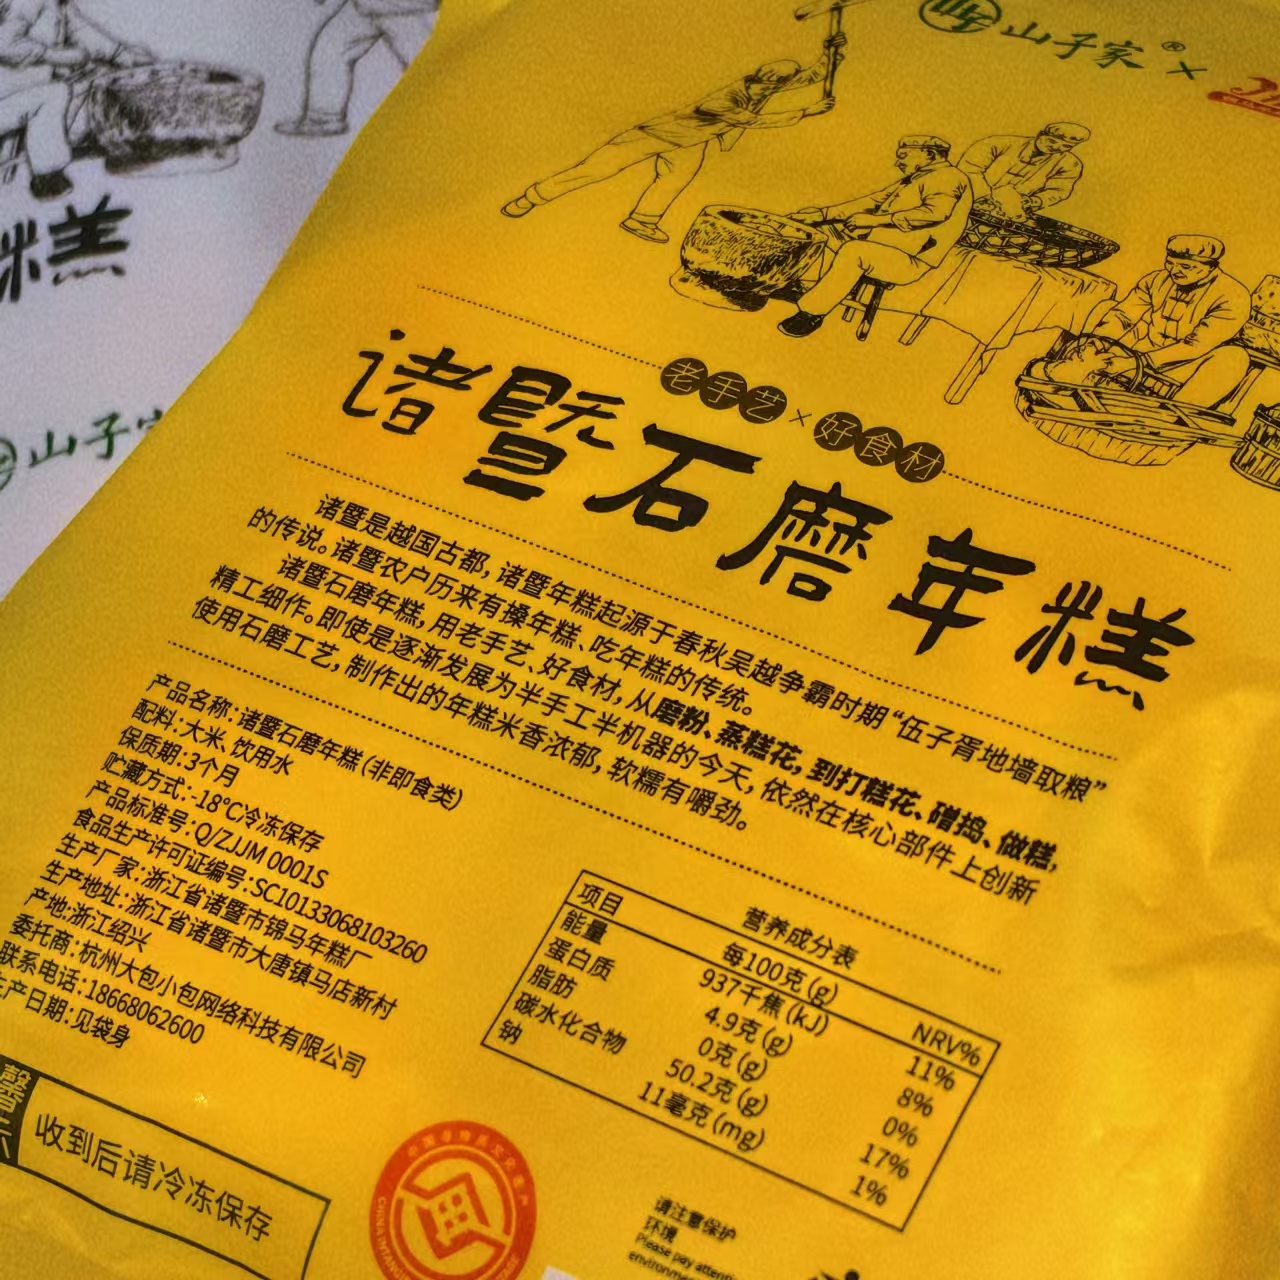 山子家® ×
老手艺 × 好食材
诸暨石磨年糕
诸暨是越国古都，诸暨年糕起源于春秋吴越争霸时期“伍子胥地墙取粮”
的传说。诸暨农户历来有搡年糕、吃年糕的传统。
诸暨石磨年糕，用老手艺、好食材，从磨粉、蒸糕花，到打糕花、磳捣、做糕，
精工细作。即使是逐渐发展为半手工半机器的今天，依然在核心部件上创新
使用石磨工艺，制作出的年糕米香浓郁，软糯有嚼劲。
产品名称：诸暨石磨年糕（非即食类）
配料：大米、饮用水
保质期：3个月
贮藏方式：-18°C冷冻保存
产品标准号：Q/ZJJM 0001S
食品生产许可证编号：SC10133068103260
生产厂家：浙江省诸暨市锦马年糕厂
生产地址：浙江省诸暨市大唐镇马店新村
产地:浙江绍兴
委托商：杭州大包小包网络科技有限公司
联系电话：18668062600
生产日期：见袋身
营养成分表
项目 每100克(g) NRV%
能量 937千焦(kJ) 11%
蛋白质 4.9克(g) 8%
脂肪 0克(g) 0%
碳水化合物 50.2克(g) 17%
钠 11毫克(mg) 1%
收到后请冷冻保存
请注意保护
环境
Please pay
糕
山子